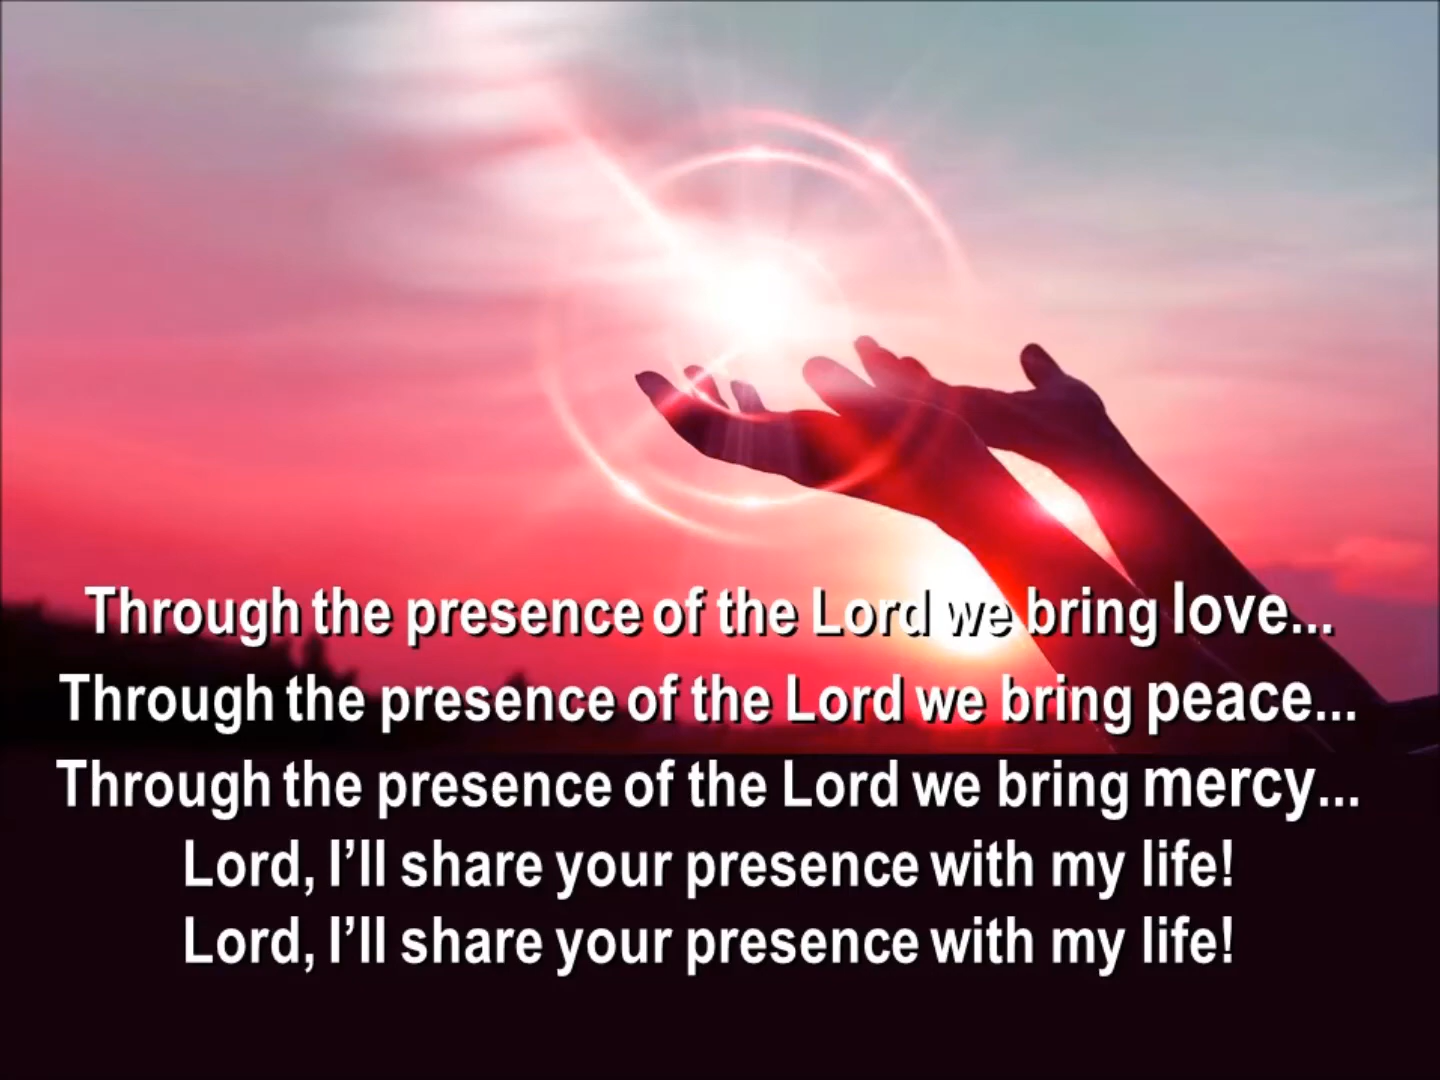 Through the presence of the Lord we bring love...
Through the presence of the Lord we bring peace...
Through the presence of the Lord we bring mercy...
Lord, I’ll share your presence with my life!
Lord, I’ll share your presence with my life!